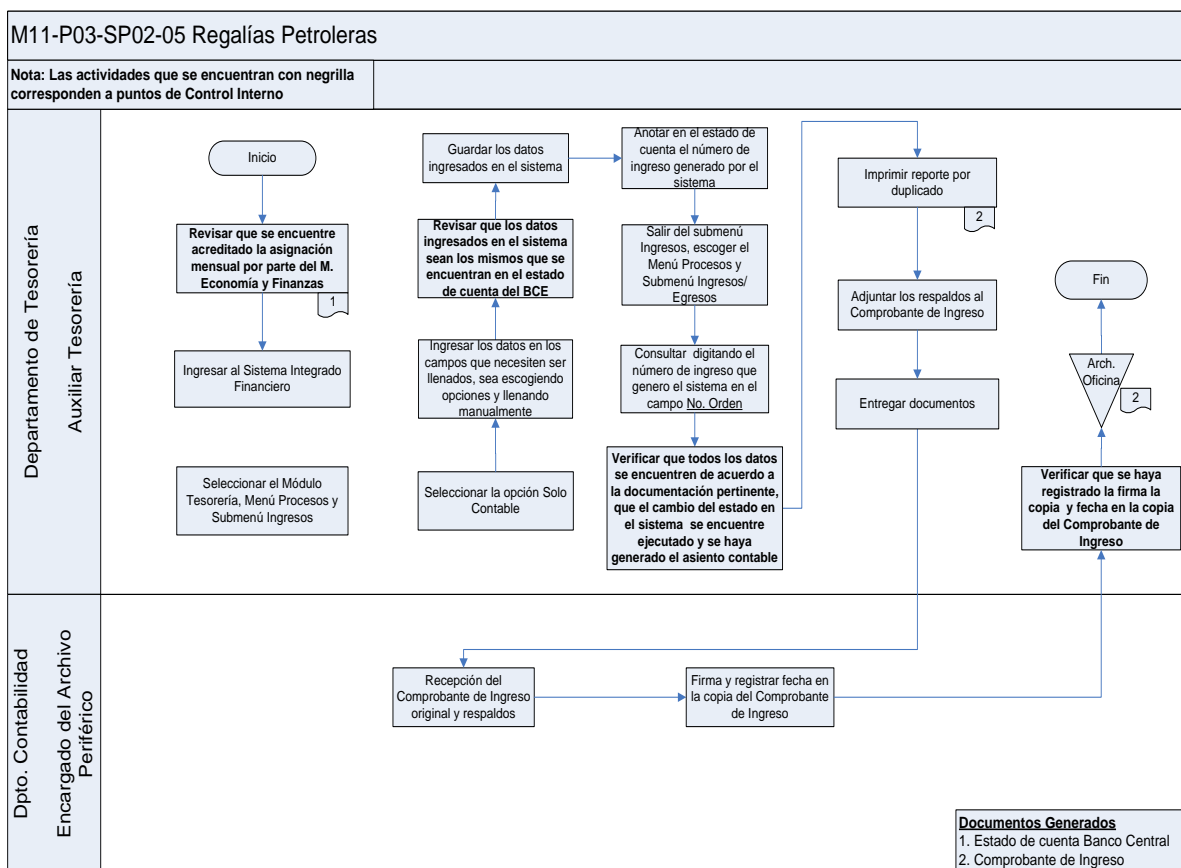 M11-P03-SP02-05 Regalías Petroleras
Nota: Las actividades que se encuentran con negrilla
corresponden a puntos de Control Interno
Departamento de Tesorería
Auxiliar Tesorería
Inicio
Revisar que se encuentre
acreditado la asignación
mensual por parte del M.
Economía y Finanzas
1
Ingresar al Sistema Integrado
Financiero
Seleccionar el Módulo
Tesorería, Menú Procesos y
Submenú Ingresos
Guardar los datos
ingresados en el sistema
Revisar que los datos
ingresados en el sistema
sean los mismos que se
encuentran en el estado
de cuenta del BCE
Ingresar los datos en los
campos que necesiten ser
llenados, sea escogiendo
opciones y llenando
manualmente
Seleccionar la opción Solo
Contable
Anotar en el estado de
cuenta el número de
ingreso generado por el
sistema
Salir del submenú
Ingresos, escoger el
Menú Procesos y
Submenú Ingresos/
Egresos
Consultar digitando el
número de ingreso que
genero el sistema en el
campo No. Orden
Verificar que todos los datos
se encuentren de acuerdo a
la documentación pertinente,
que el cambio del estado en
el sistema se encuentre
ejecutado y se haya
generado el asiento contable
Imprimir reporte por
duplicado
2
Adjuntar los respaldos al
Comprobante de Ingreso
Entregar documentos
Fin
Arch.
Oficina
2
Verificar que se haya
registrado la firma la
copia y fecha en la copia
del Comprobante de
Ingreso
Dpto. Contabilidad
Encargado del Archivo
Periférico
Recepción del
Comprobante de Ingreso
original y respaldos
Firma y registrar fecha en
la copia del Comprobante
de Ingreso
Documentos Generados
1. Estado de cuenta Banco Central
2. Comprobante de Ingreso